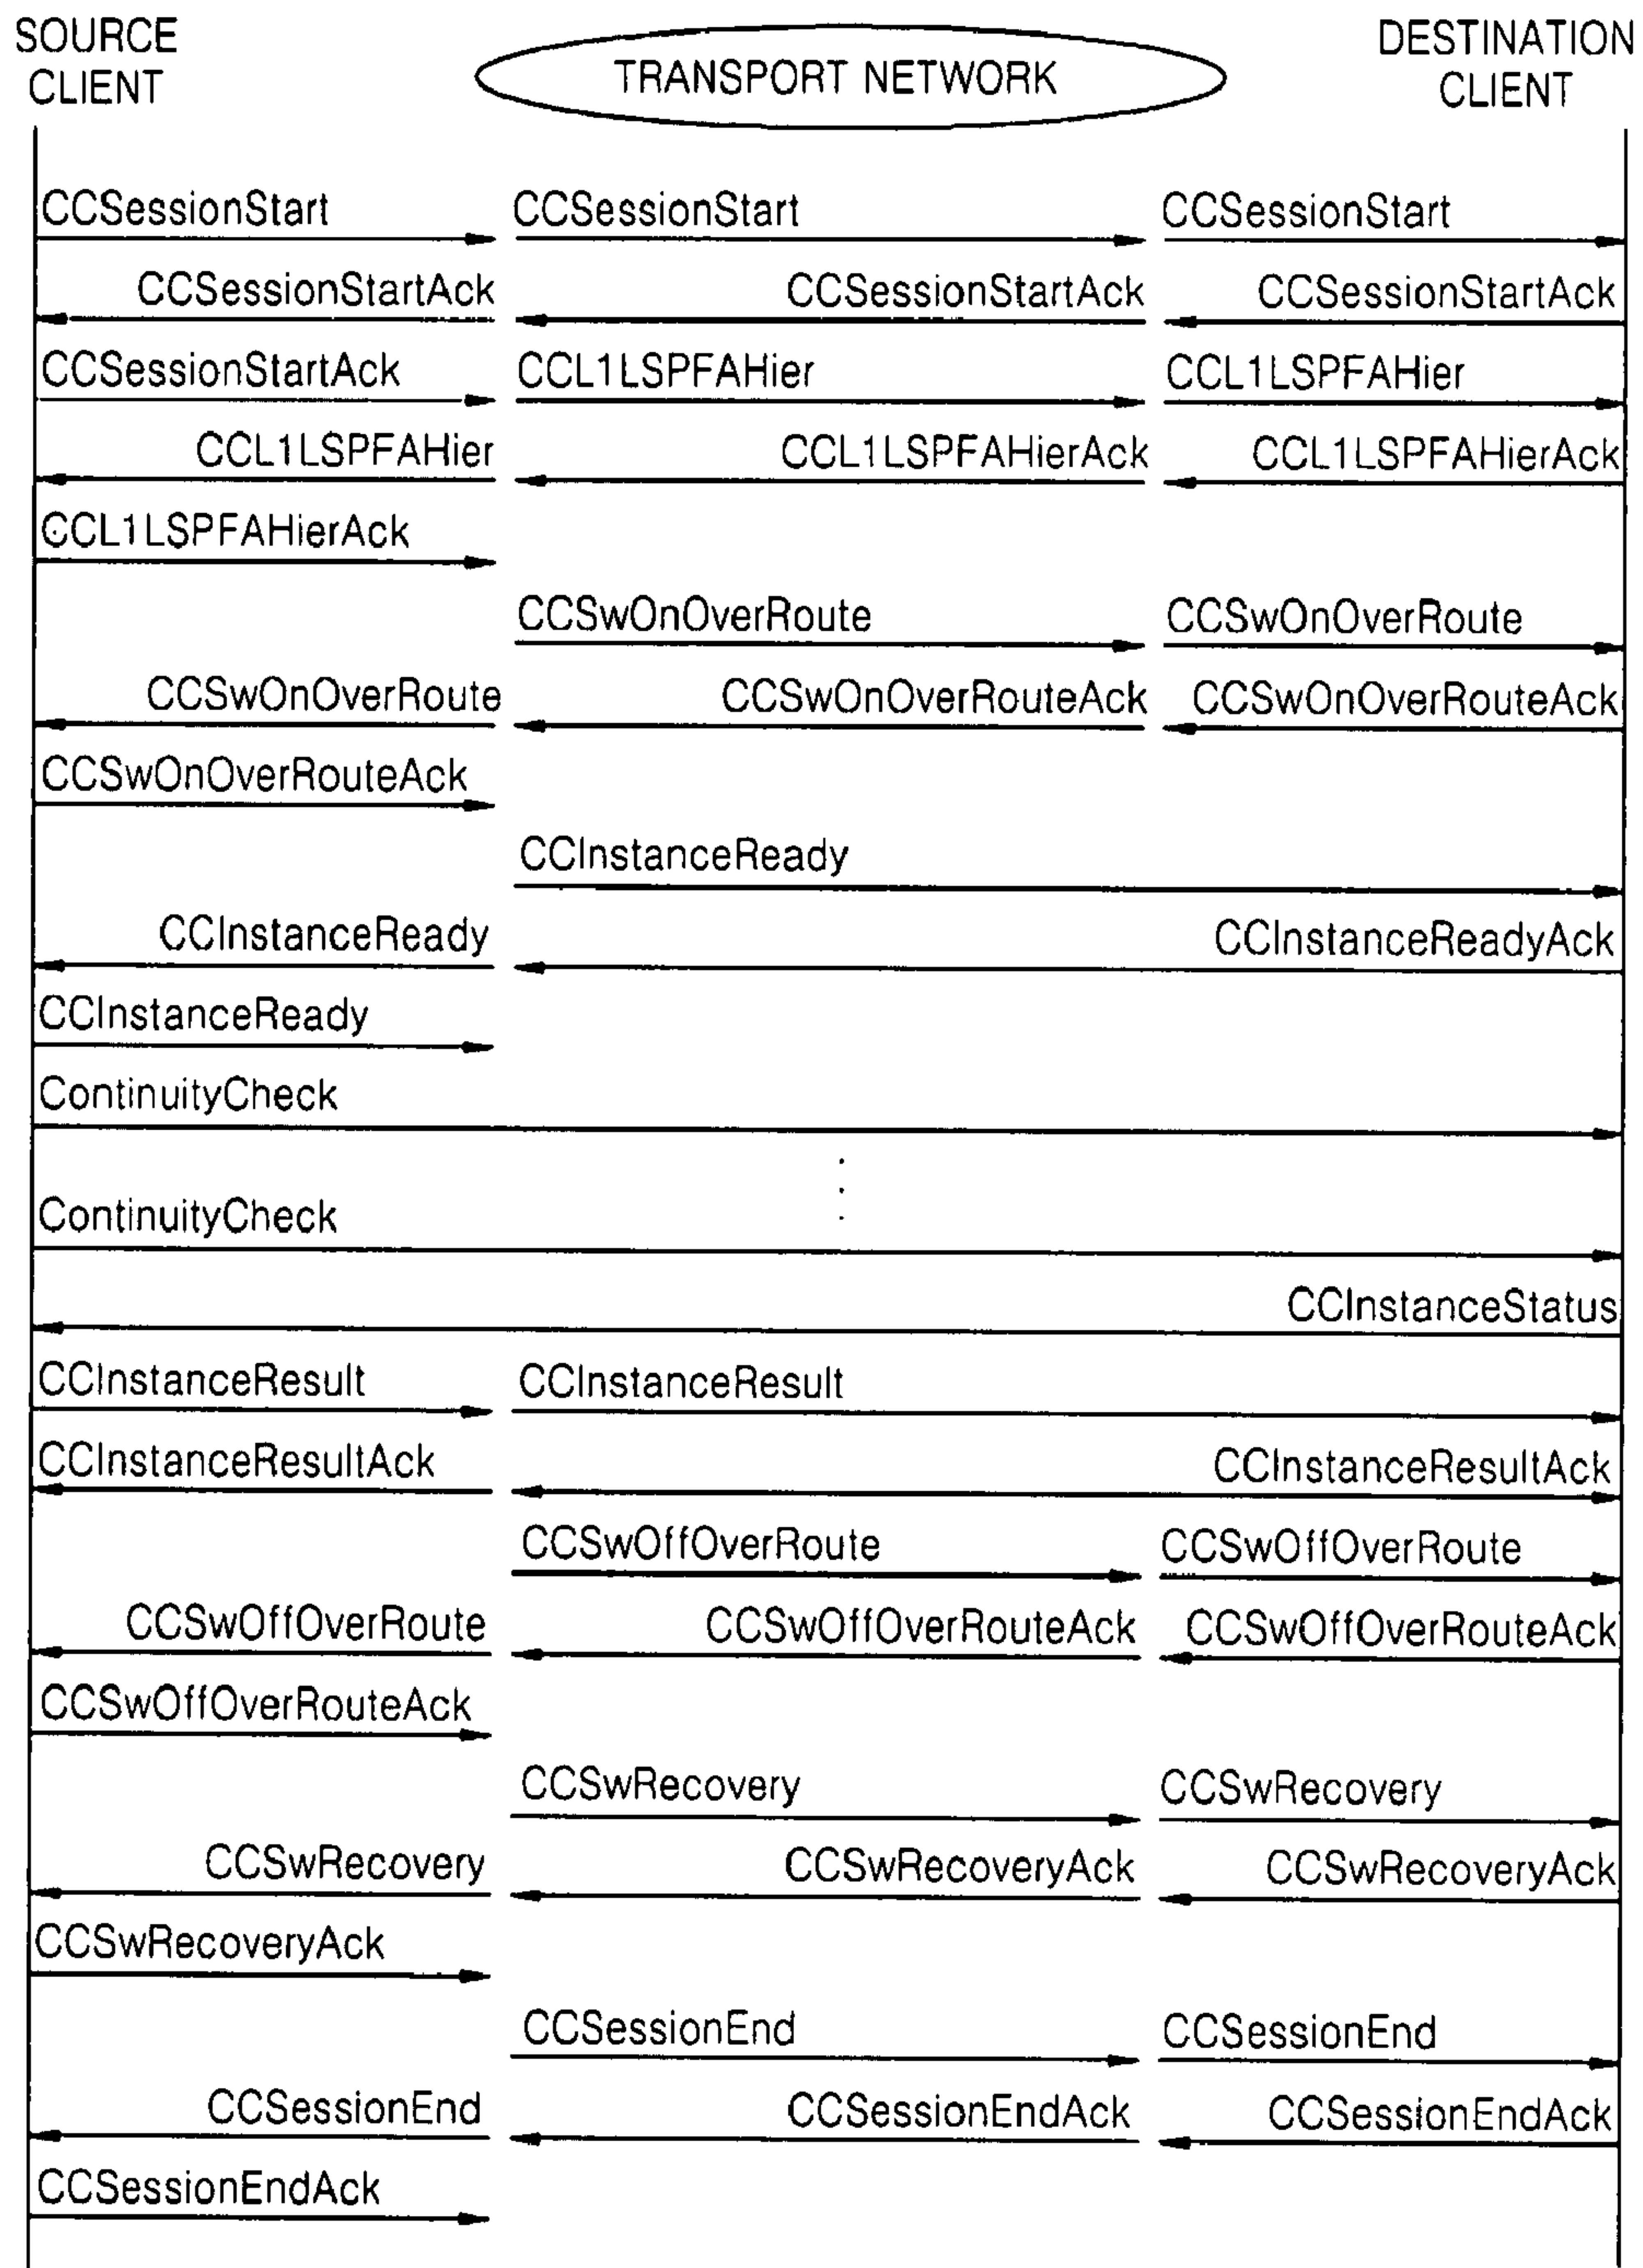 SOURCE
CLIENT
TRANSPORT NETWORK
DESTINATION
CLIENT
CCSessionStart CCSessionStart CCSessionStart
CCSessionStartAck CCSessionStartAck CCSessionStartAck
CCSessionStartAck CCL1LSPFAHier CCL1LSPFAHier
CCL1LSPFAHier CCL1LSPFAHierAck CCL1LSPFAHierAck
CCL1LSPFAHierAck
CCSwOnOverRoute CCSwOnOverRoute
CCSwOnOverRoute CCSwOnOverRouteAck CCSwOnOverRouteAck
CCSwOnOverRouteAck
CCInstanceReady
CCInstanceReady CCInstanceReadyAck
CCInstanceReady
ContinuityCheck
ContinuityCheck
CCInstanceStatus
CCInstanceResult CCInstanceResult
CCInstanceResultAck CCInstanceResultAck
CCSwOffOverRoute CCSwOffOverRoute
CCSwOffOverRoute CCSwOffOverRouteAck CCSwOffOverRouteAck
CCSwOffOverRouteAck
CCSwRecovery CCSwRecovery
CCSwRecovery CCSwRecoveryAck CCSwRecoveryAck
CCSwRecoveryAck
CCSessionEnd CCSessionEnd
CCSessionEnd CCSessionEndAck CCSessionEndAck
CCSessionEndAck